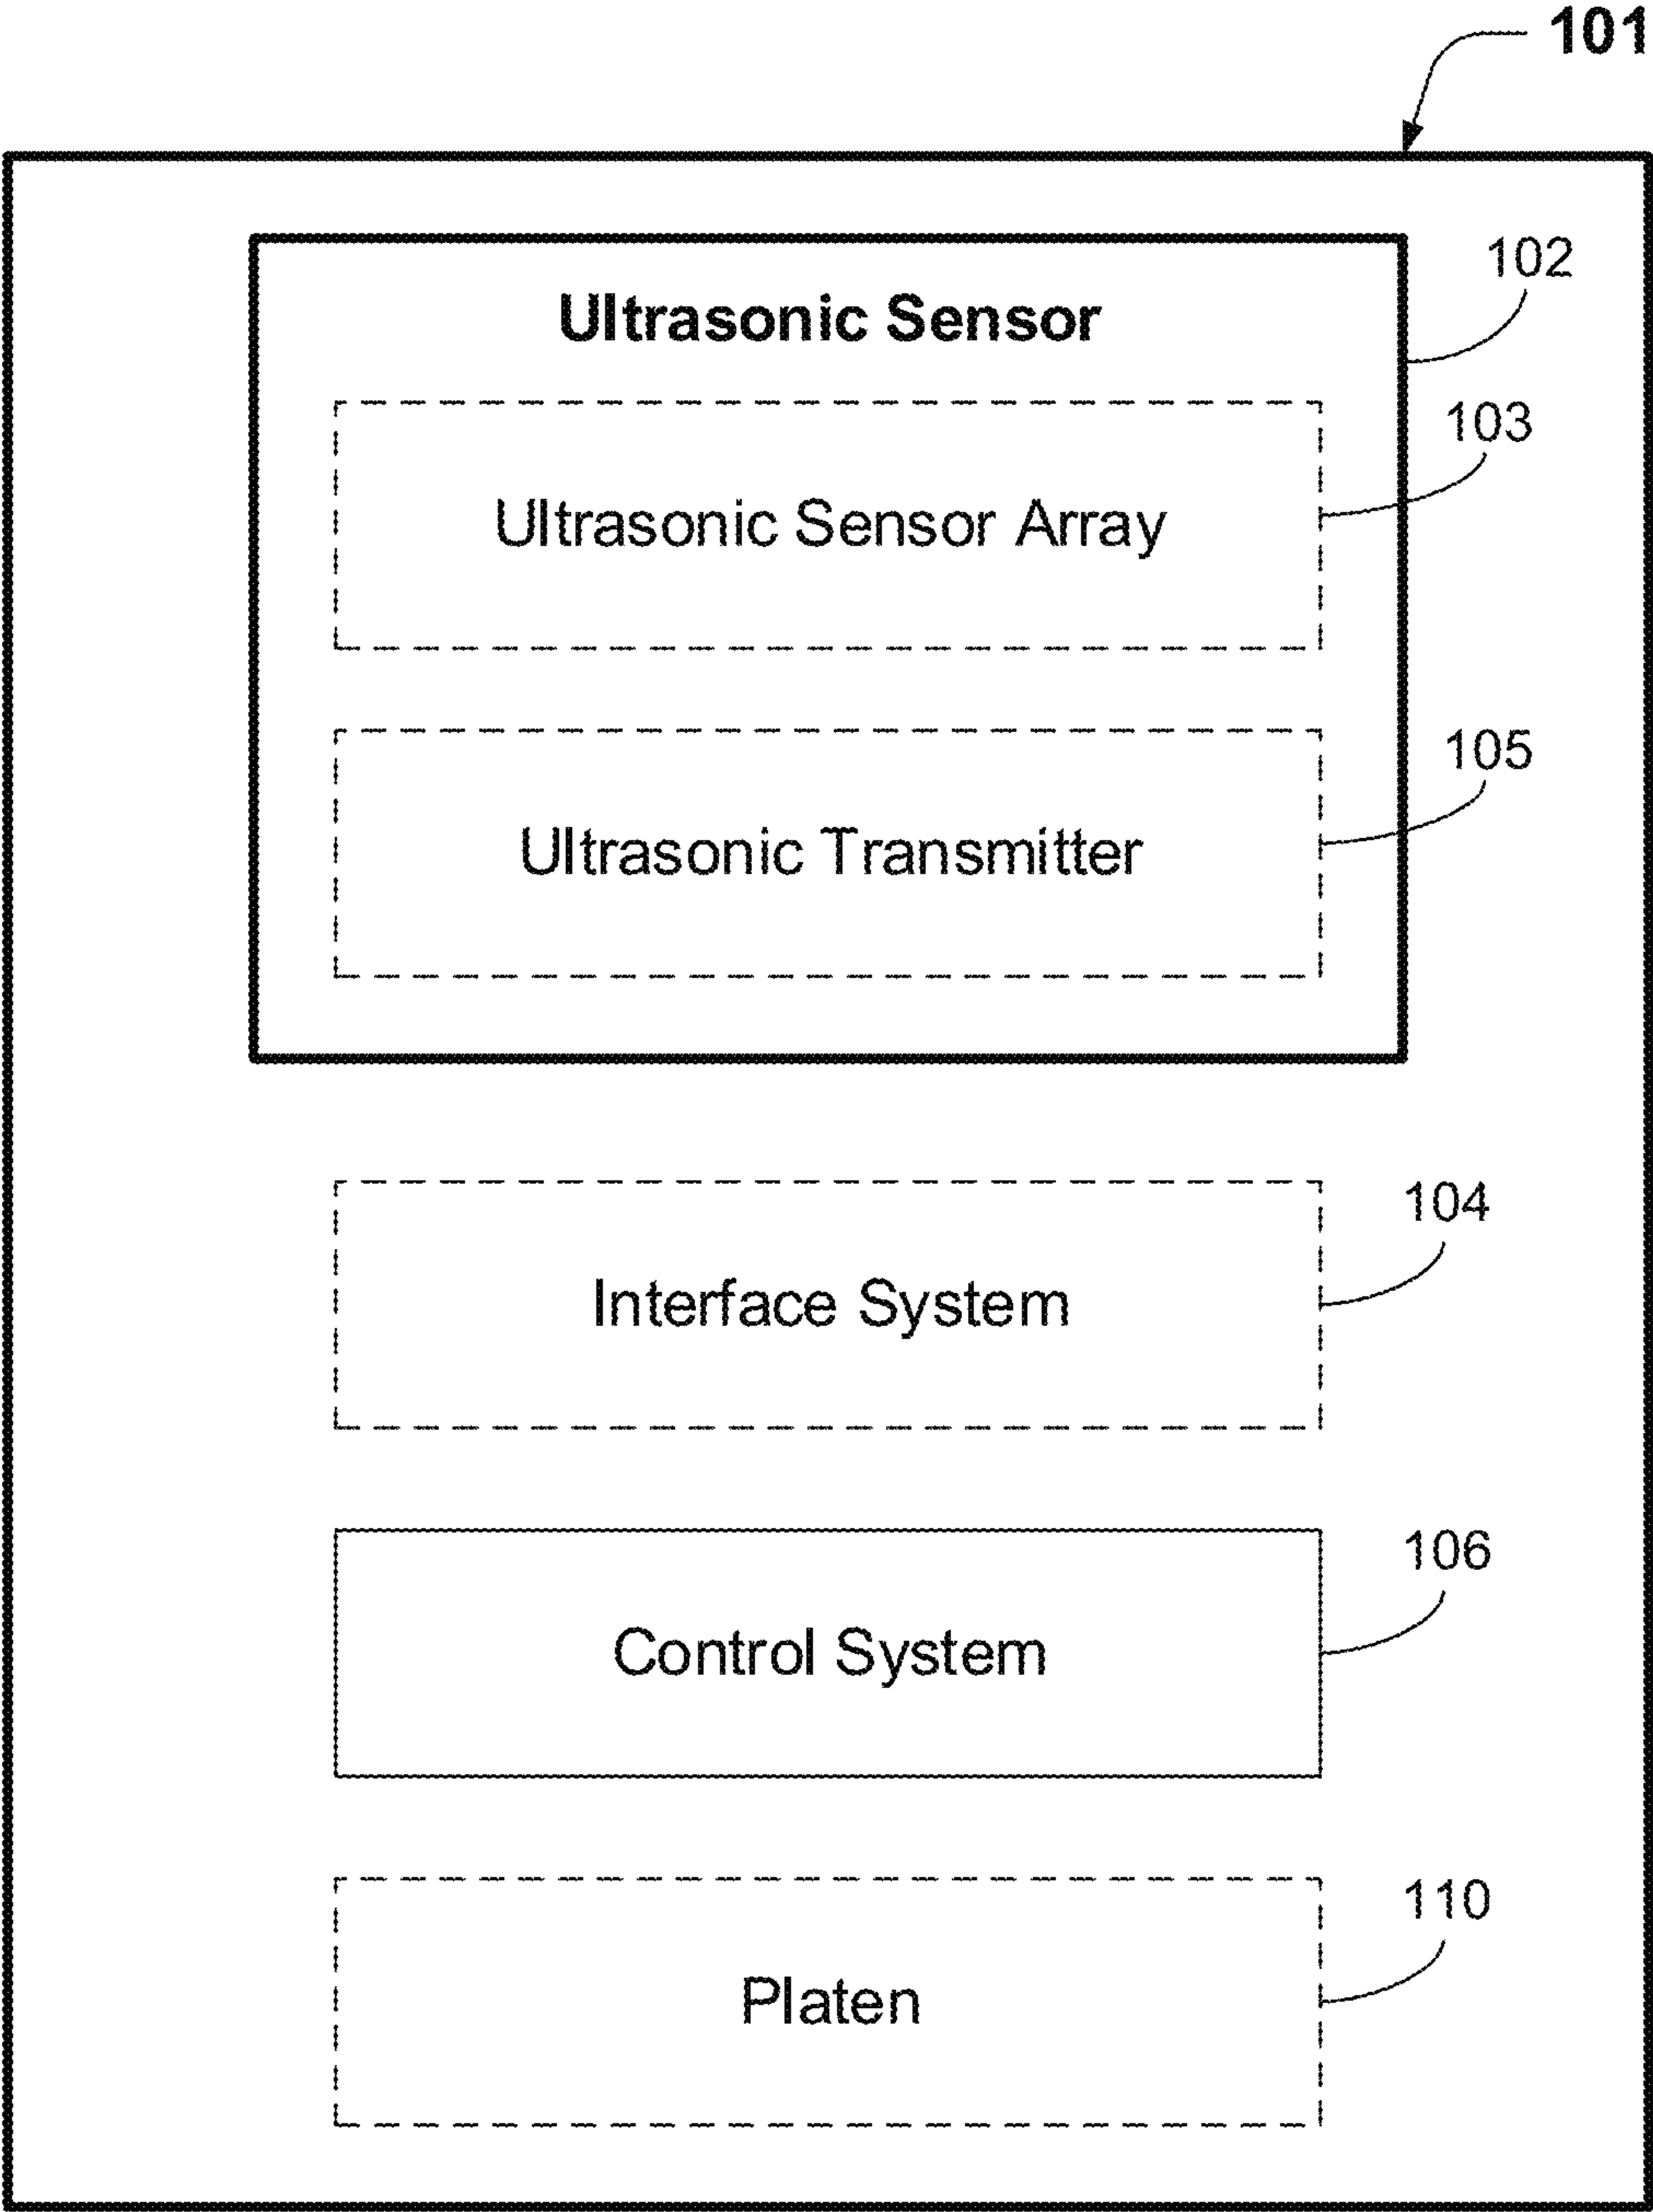 101
102
Ultrasonic Sensor
103
Ultrasonic Sensor Array
105
Ultrasonic Transmitter
104
Interface System
106
Control System
110
Platen